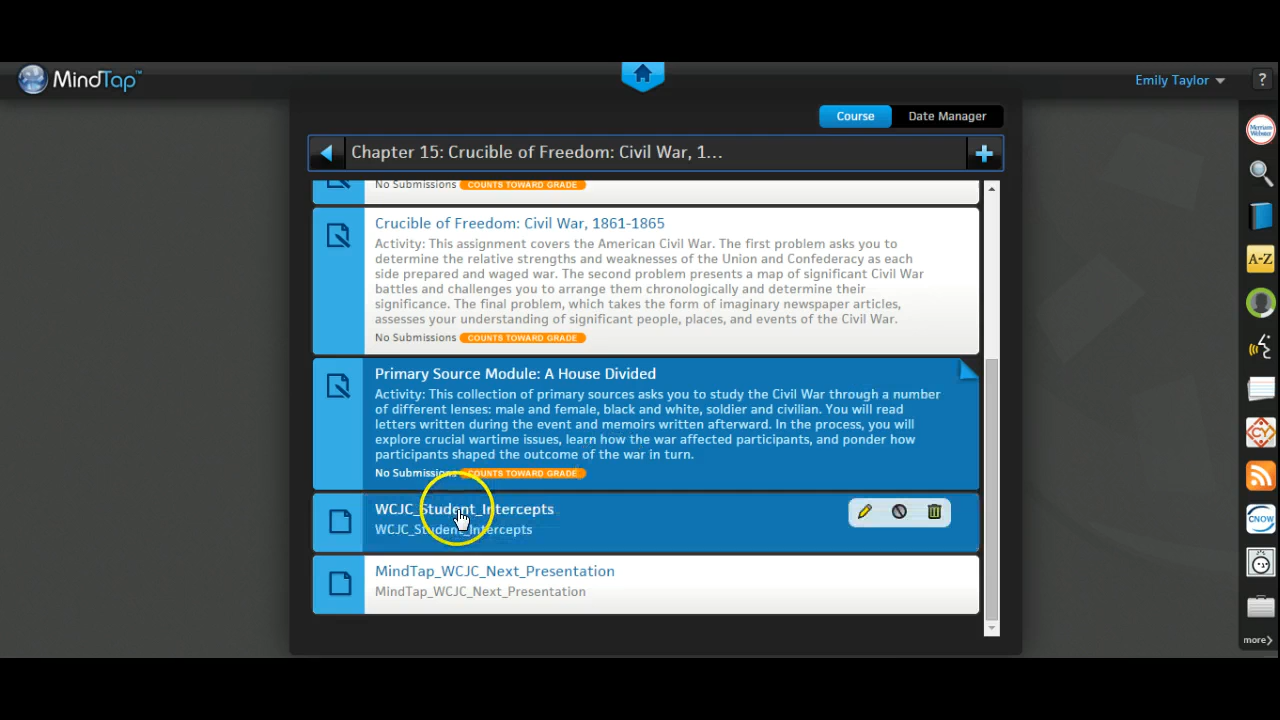 MindTap™
Emily Taylor
?
Course
Date Manager
Chapter 15: Crucible of Freedom: Civil War, 1...
No Submissions COUNTS TOWARD GRADE
Crucible of Freedom: Civil War, 1861-1865
Activity: This assignment covers the American Civil War. The first problem asks you to
determine the relative strengths and weaknesses of the Union and Confederacy as each
side prepared and waged war. The second problem presents a map of significant Civil War
battles and challenges you to arrange them chronologically and determine their
significance. The final problem, which takes the form of imaginary newspaper articles,
assesses your understanding of significant people, places, and events of the Civil War.
No Submissions COUNTS TOWARD GRADE
Primary Source Module: A House Divided
Activity: This collection of primary sources asks you to study the Civil War through a number
of different lenses: male and female, black and white, soldier and civilian. You will read
letters written during the event and memoirs written afterward. In the process, you will
explore crucial wartime issues, learn how the war affected participants, and ponder how
participants shaped the outcome of the war in turn.
No Submissions COUNTS TOWARD GRADE
WCJC_Student_Intercepts
WCJC_Student_Intercepts
MindTap_WCJC_Next_Presentation
MindTap_WCJC_Next_Presentation
Merriam
Webster
A-Z
CY
CNOW
more